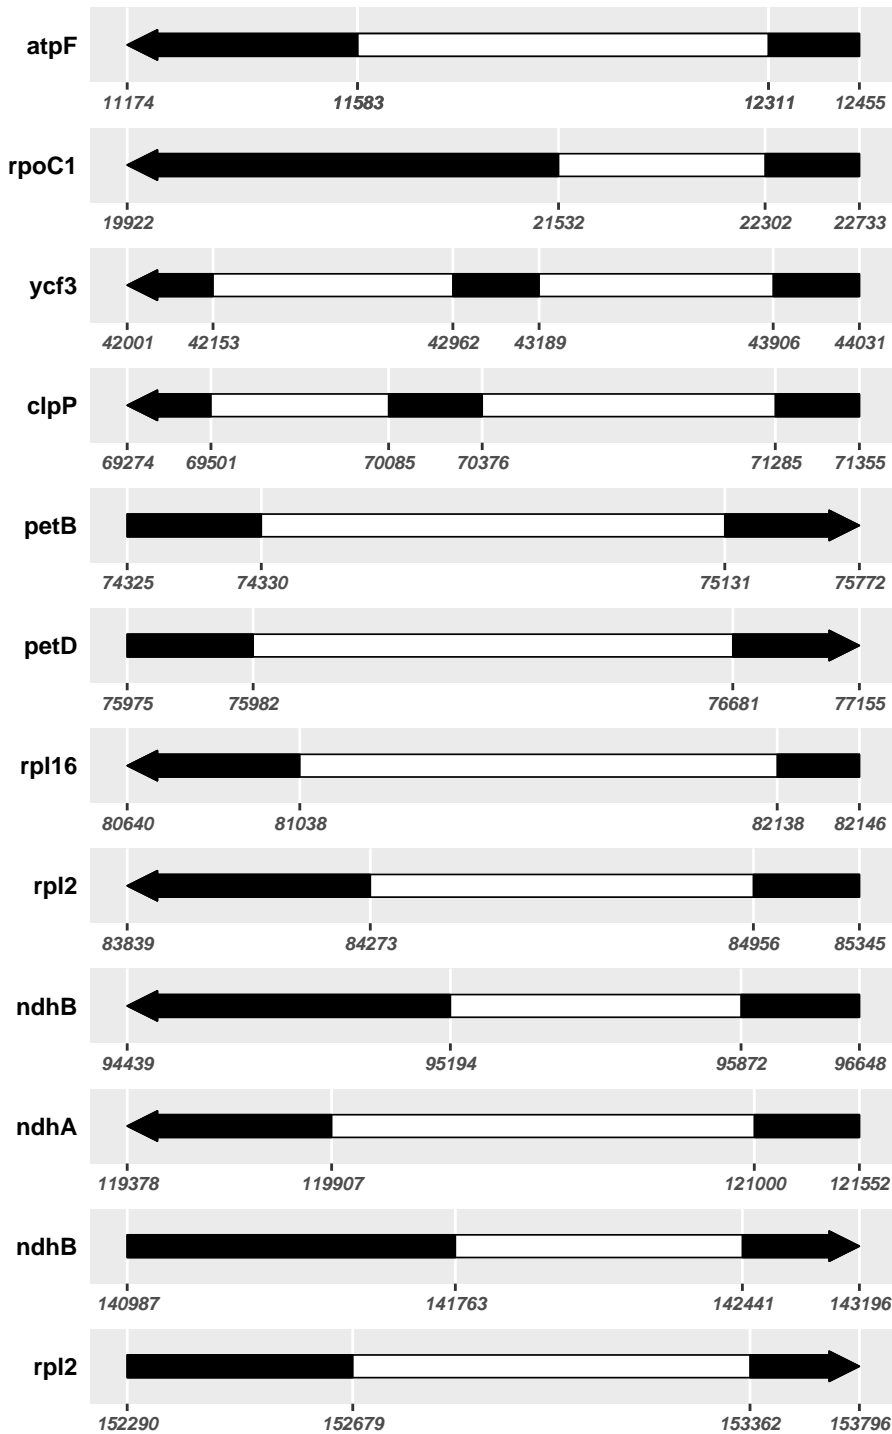 atpF
11174 11583 12311 12455
rpoC1
19922 21532 22302 22733
ycf3
42001 42153 42962 43189 43906 44031
clpP
69274 69501 70085 70376 71285 71355
petB
74325 74330 75131 75772
petD
75975 75982 76681 77155
rpl16
80640 81038 82138 82146
rpl2
83839 84273 84956 85345
ndhB
94439 95194 95872 96648
ndhA
119378 119907 121000 121552
ndhB
140987 141763 142441 143196
rpl2
152290 152679 153362 153796